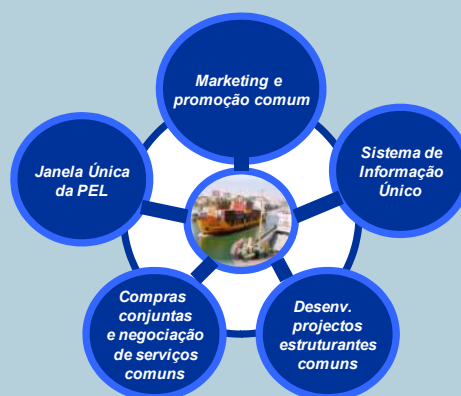 Marketing e
promoção comum
Sistema de
Informação
Único
Janela Única
da PEL
Compras
conjuntas
e negociação
de serviços
comuns
Desenv.
projectos
estruturantes
comuns